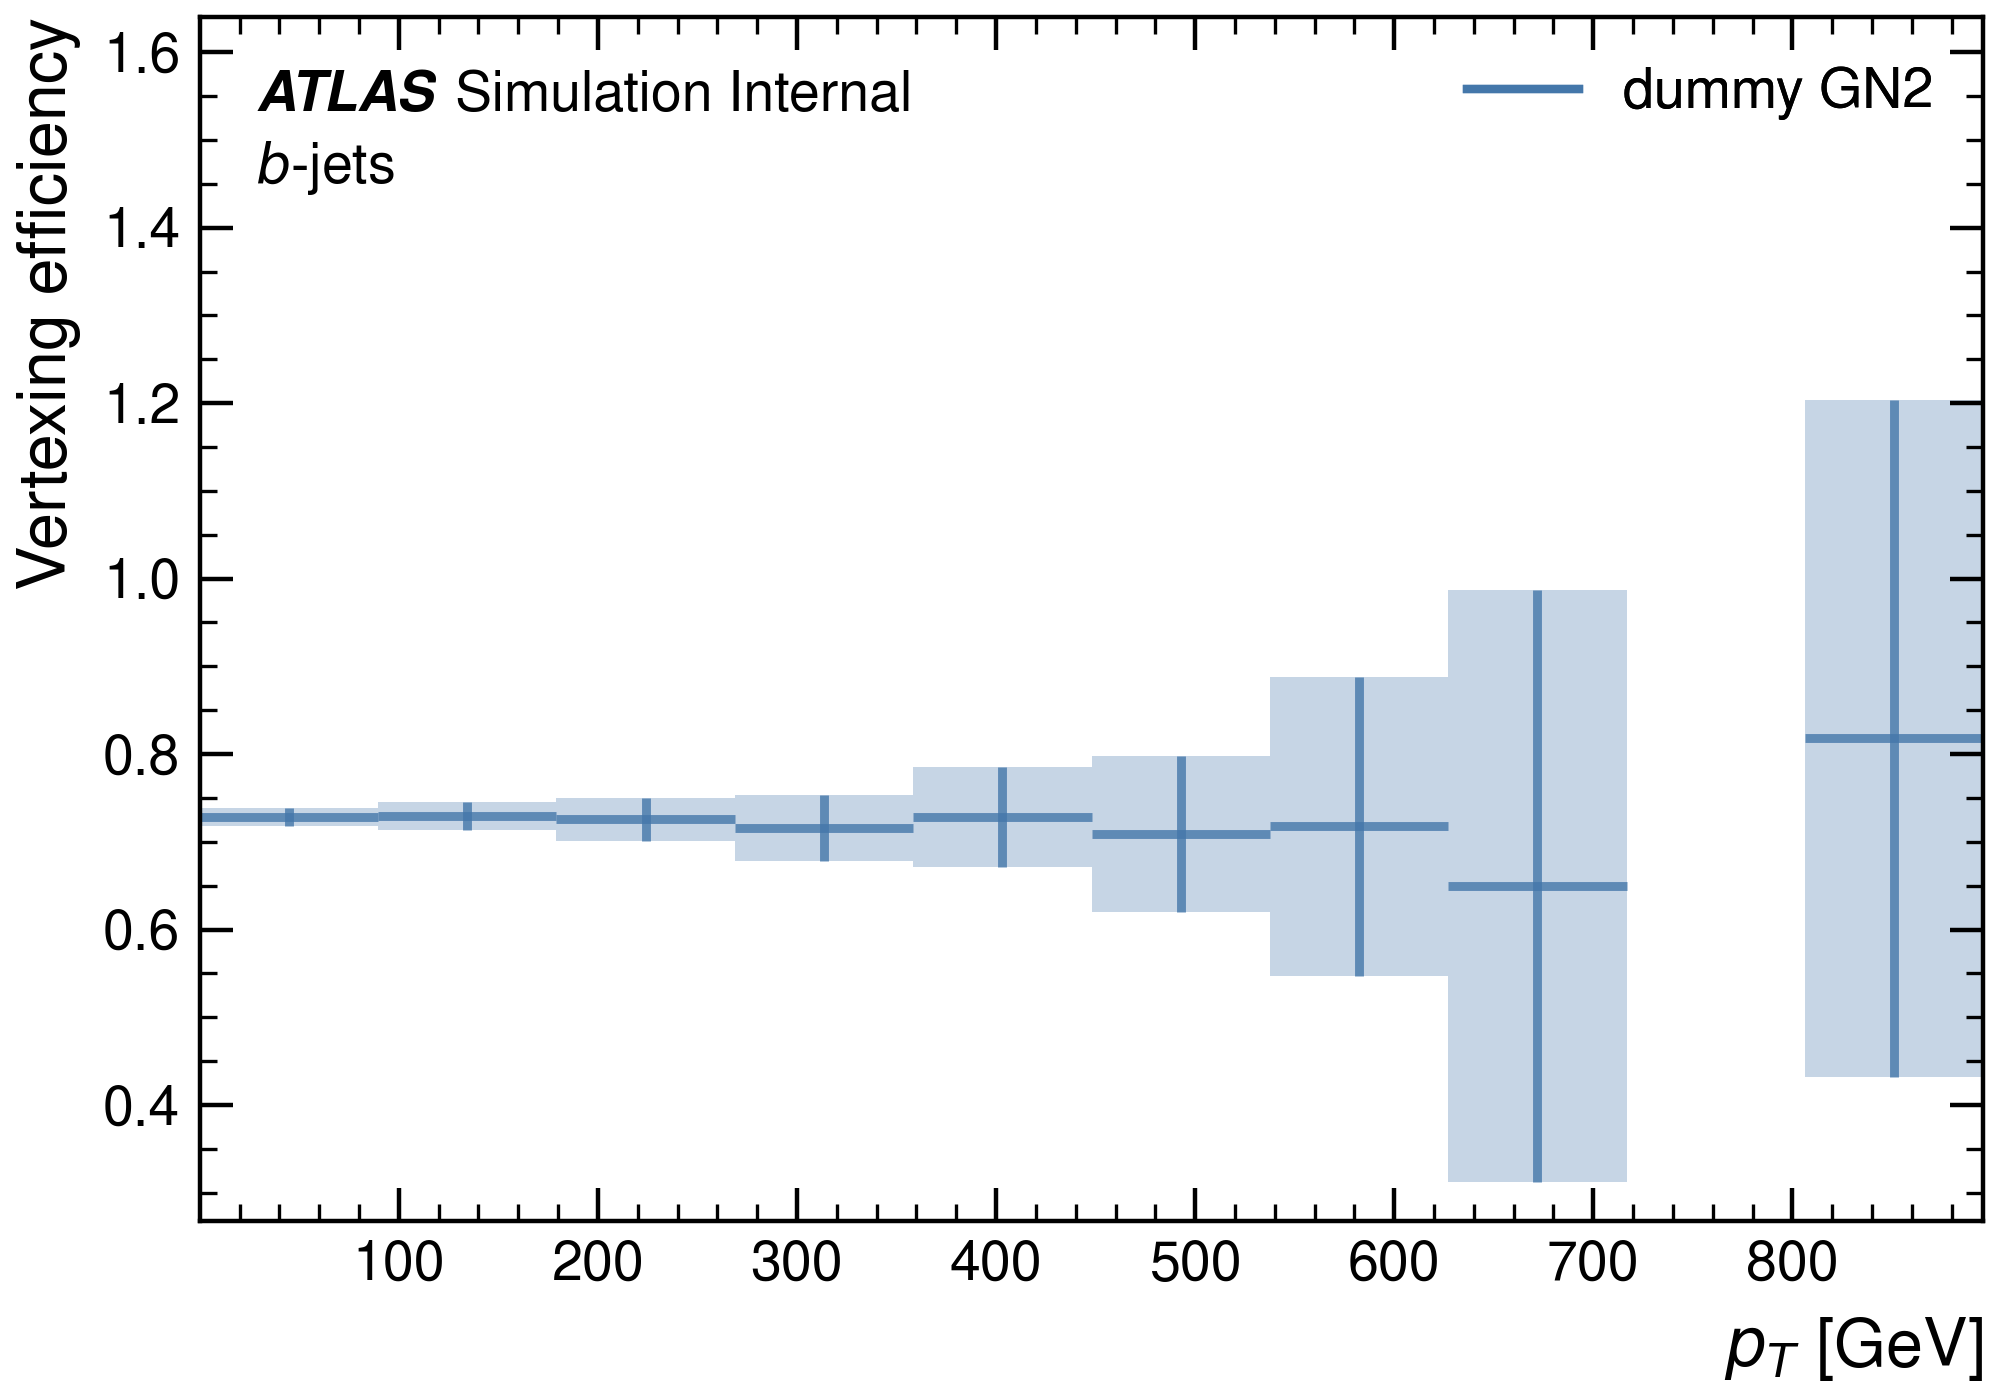 Vertexing efficiency
1.6
1.4
1.2
1.0
0.8
0.6
0.4
ATLAS Simulation Internal
b-jets
dummy GN2
100 200 300 400 500 600 700 800
p_T [GeV]